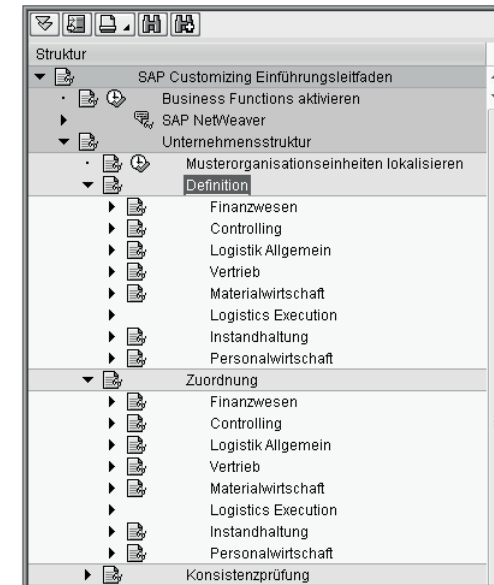 Struktur
SAP Customizing Einführungsleitfaden
Business Functions aktivieren
SAP NetWeaver
Unternehmensstruktur
Musterorganisationseinheiten lokalisieren
Definition
Finanzwesen
Controlling
Logistik Allgemein
Vertrieb
Materialwirtschaft
Logistics Execution
Instandhaltung
Personalwirtschaft
Zuordnung
Finanzwesen
Controlling
Logistik Allgemein
Vertrieb
Materialwirtschaft
Logistics Execution
Instandhaltung
Personalwirtschaft
Konsistenzprüfung